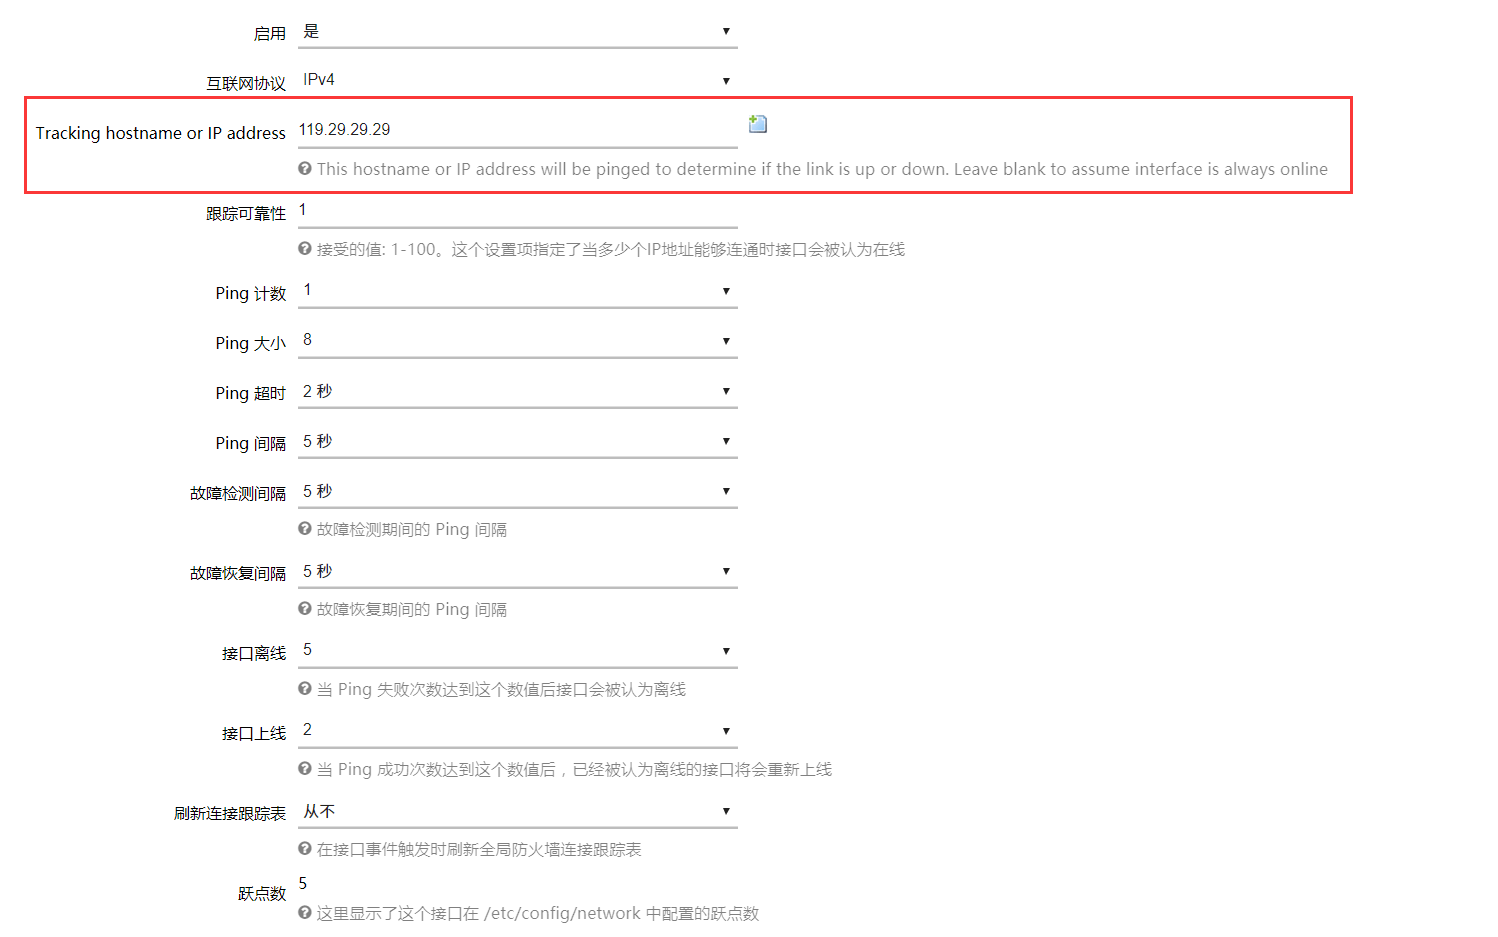 启用 是
互联网协议 IPv4
Tracking hostname or IP address 119.29.29.29
This hostname or IP address will be pinged to determine if the link is up or down. Leave blank to assume interface is always online
跟踪可靠性 1
接受的值: 1-100。这个设置项指定了当多少个IP地址能够连通时接口会被认为在线
Ping 计数 1
Ping 大小 8
Ping 超时 2 秒
Ping 间隔 5 秒
故障检测间隔 5 秒
故障检测期间的 Ping 间隔
故障恢复间隔 5 秒
故障恢复期间的 Ping 间隔
接口离线 5
当 Ping 失败次数达到这个数值后接口会被认为离线
接口上线 2
当 Ping 成功次数达到这个数值后，已经被认为离线的接口将会重新上线
刷新连接跟踪表 从不
在接口事件触发时刷新全局防火墙连接跟踪表
跃点数 5
这里显示了这个接口在 /etc/config/network 中配置的跃点数